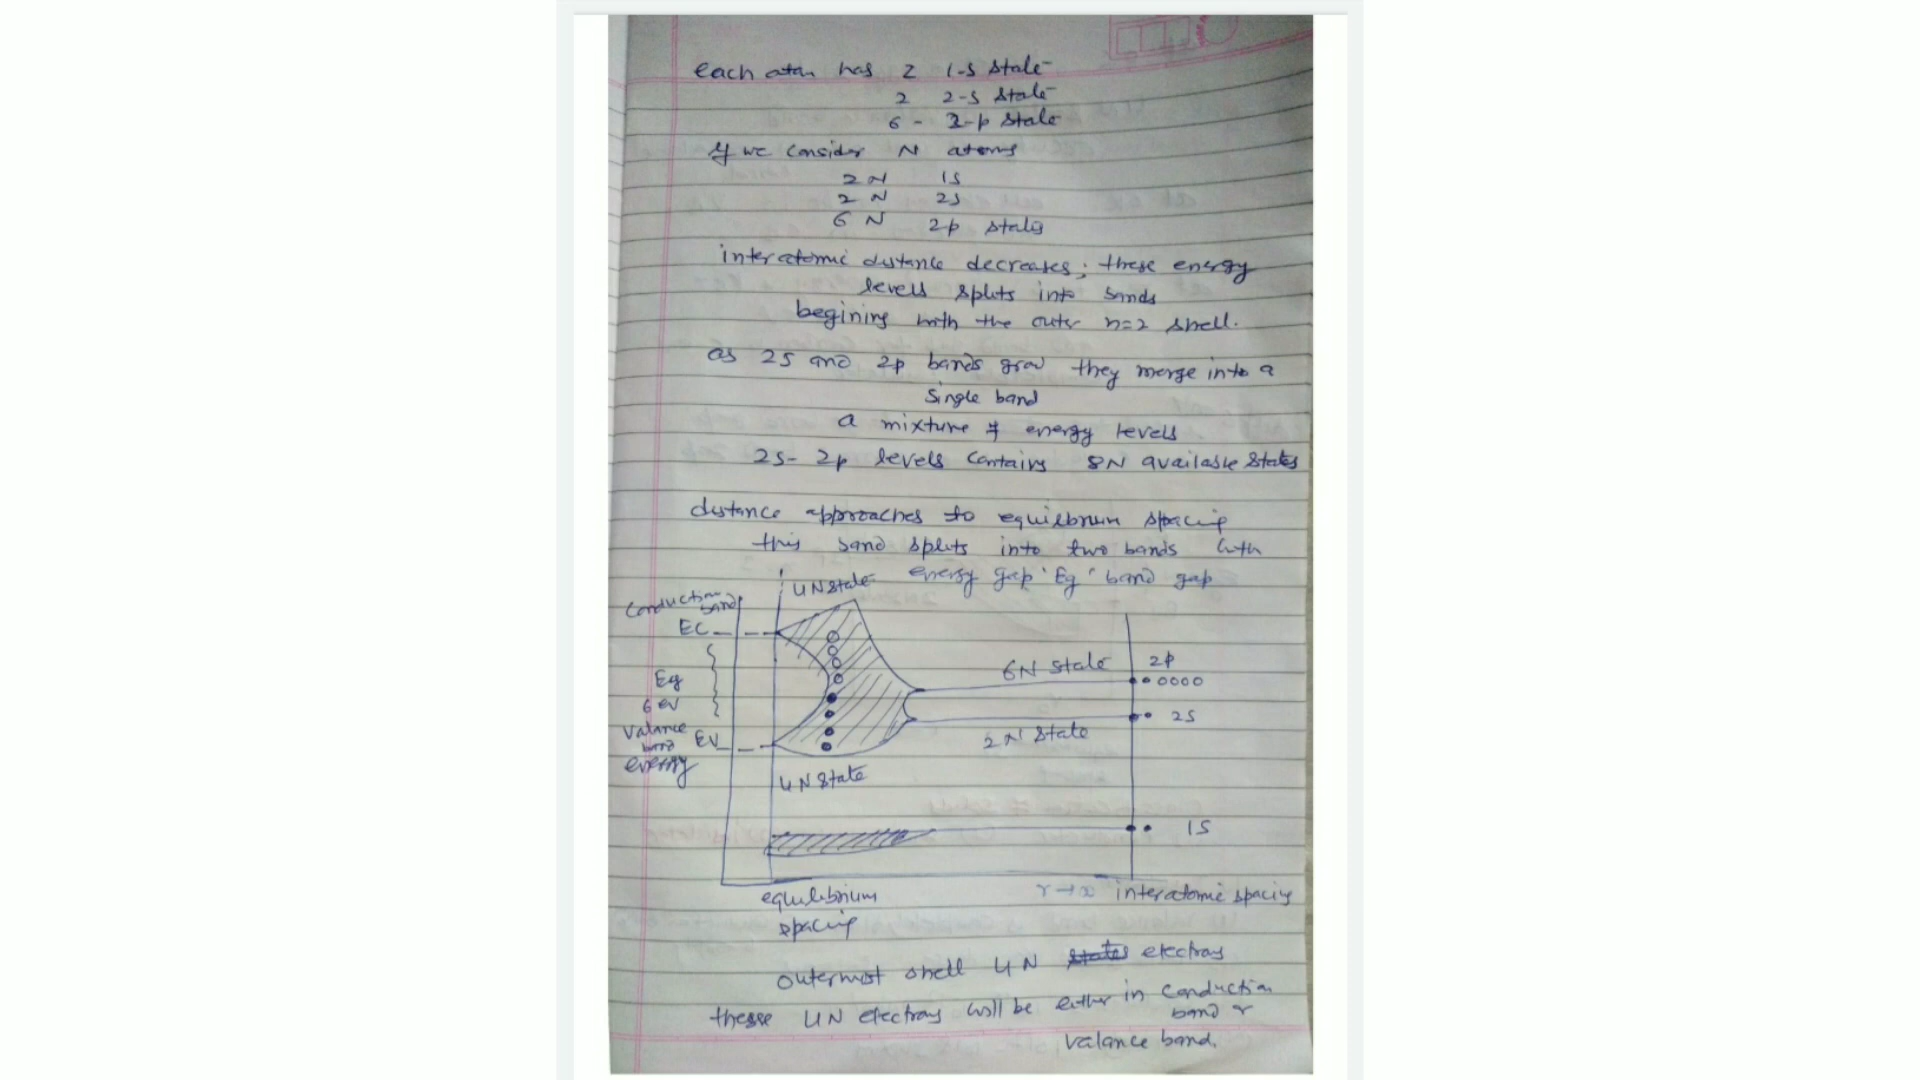 each atom has 2 1-s state
2 2-s state
6 - 2-p state
If we consider N atoms
2N 1s
2N 2s
6N 2p states
interatomic distance decreases; these energy
levels splits into bands
begining with the outer n=2 shell.
as 2s and 2p bands grow they merge into a
single band
a mixture of energy levels
2s- 2p levels contains 8N available states
distance approaches to equilbrium spacing
this band splits into two bands with
energy gap 'Eg' band gap
4N state
Conduction
band
EC
6N state
2p
Eg
6 ev
2s
Valance
band
EV
energy
2N state
4N state
1S
equilibrium
spacing
interatomic spacing
outermost shell 4N states electrons
thesse 4N electrons will be either in conduction
band or
valance band.